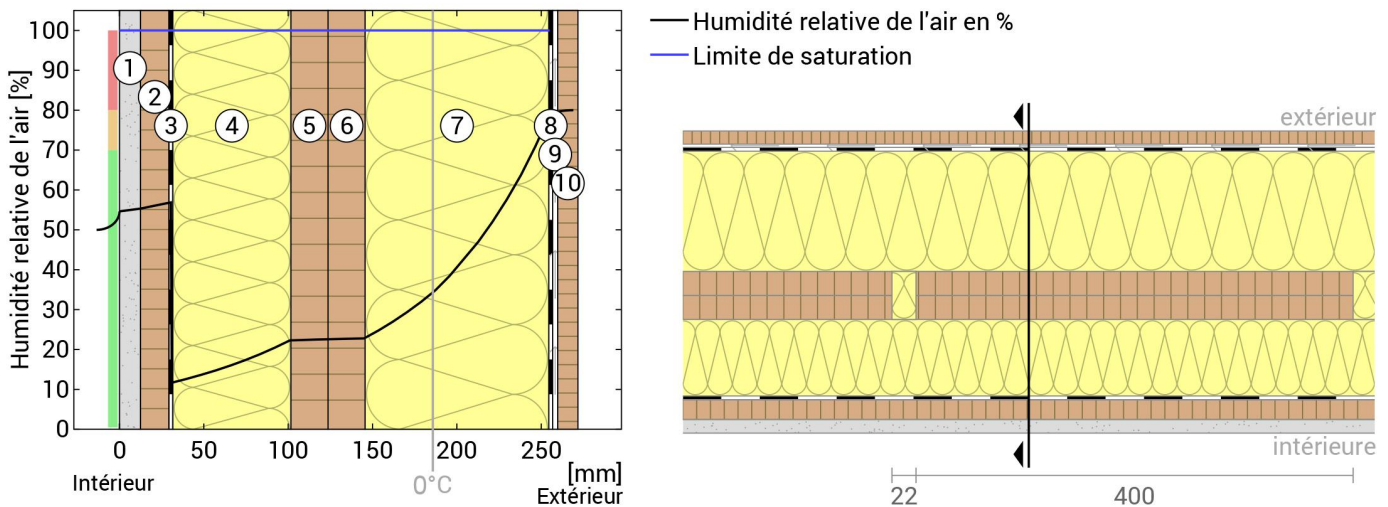 Humidité relative de l'air [%]
100
90
80
70
60
50
40
30
20
10
0
1
2
3
4
5
6
7
8
9
10
0 50 100 150 200 250
[mm]
Intérieur
0°C
Extérieur
Humidité relative de l'air en %
Limite de saturation
extérieur
intérieure
22 400